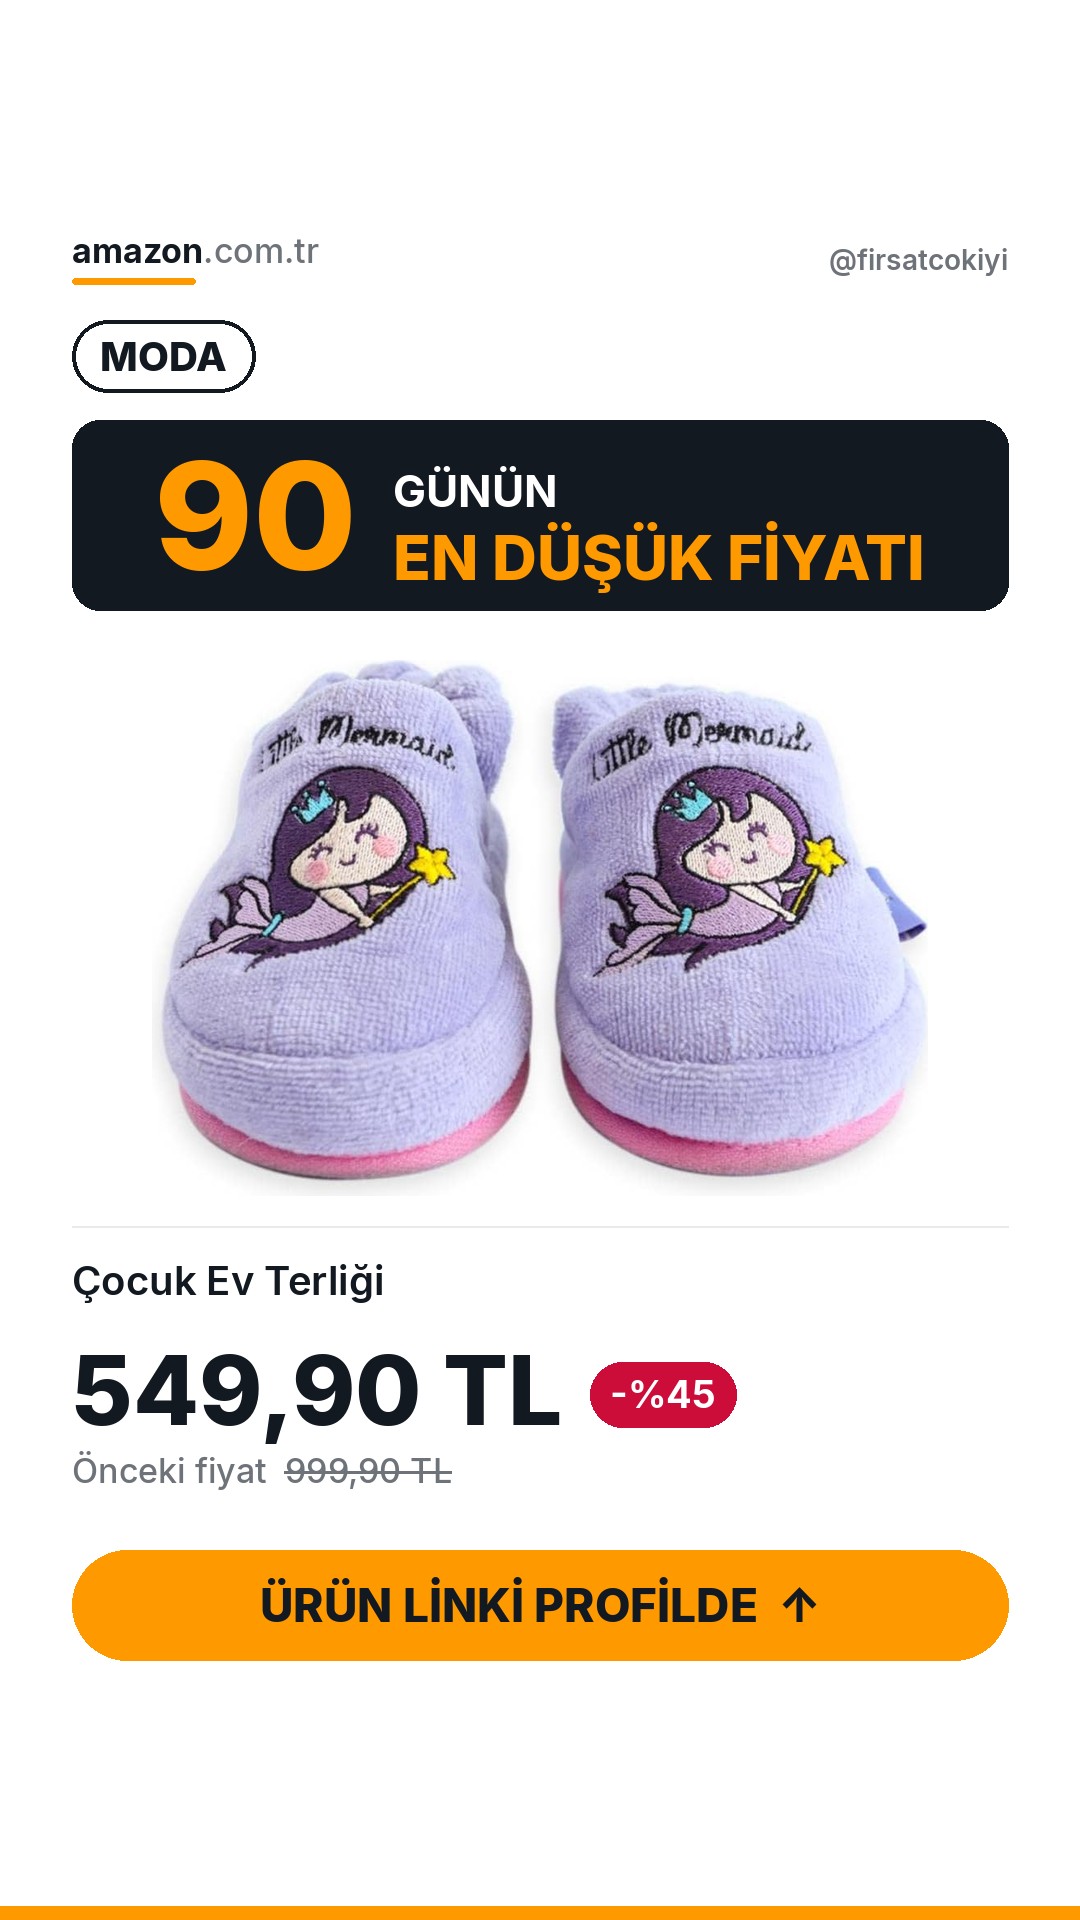 amazon.com.tr
@firsatcokiyi
MODA
90 GÜNÜN
EN DÜŞÜK FİYATI
Little Mermaid
Little Mermaid
Çocuk Ev Terliği
549,90 TL -%45
Önceki fiyat 999,90 TL
ÜRÜN LİNKİ PROFİLDE ↑